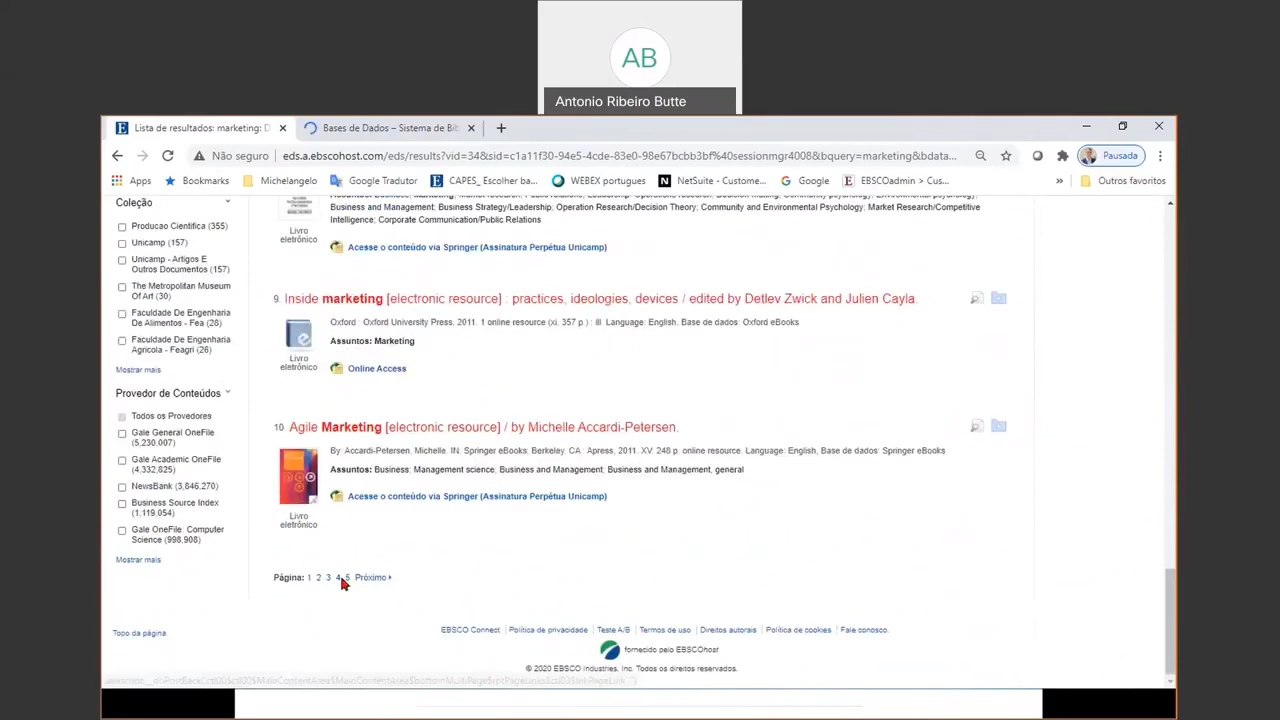 AB
Antonio Ribeiro Butte
Lista de resultados: marketing: D
Bases de Dados – Sistema de Bib
Não seguro
eds.a.ebscohost.com/eds/results?vid=34&sid=c1a11f30-94e5-4cde-83e0-98e67bcbb3bf%40sessionmgr4008&bquery=marketing&bdata...
Pausada
Apps
Bookmarks
Michelangelo
Google Tradutor
CAPES_Escolher ba...
WEBEX portugues
NetSuite - Custome...
Google
EBSCOadmin > Cus...
»
Outros favoritos
Coleção
Producao Cientifica (355)
Unicamp (157)
Unicamp - Artigos E
Outros Documentos (157)
The Metropolitan Museum
Of Art (30)
Faculdade De Engenharia
De Alimentos - Fea (28)
Faculdade De Engenharia
Agricola - Feagri (26)
Mostrar mais
Provedor de Conteúdos
Todos os Provedores
Gale General OneFile
(5,230,007)
Gale Academic OneFile
(4,332,825)
NewsBank (3,846,270)
Business Source Index
(1,119,054)
Gale OneFile: Computer
Science (998,908)
Mostrar mais
and Management; Business Strategy/Leadership; Operation Research/Decision Theory; Community and Environmental Psychology; Market Research/Competitive
Intelligence; Corporate Communication/Public Relations
Livro
eletrônico
Acesse o conteúdo via Springer (Assinatura Perpétua Unicamp)
9. Inside marketing [electronic resource] : practices, ideologies, devices / edited by Detlev Zwick and Julien Cayla.
Oxford : Oxford University Press, 2011. 1 online resource (xi, 357 p.) : ill. Language: English, Base de dados: Oxford eBooks
Assuntos: Marketing
Livro
eletrônico
Online Access
10. Agile Marketing [electronic resource] / by Michelle Accardi-Petersen.
By: Accardi-Petersen, Michelle. IN: Springer eBooks; Berkeley, CA : Apress, 2011. XV, 248 p. online resource. Language: English, Base de dados: Springer eBooks
Assuntos: Business; Management science; Business and Management; Business and Management, general
Acesse o conteúdo via Springer (Assinatura Perpétua Unicamp)
Livro
eletrônico
Página: 1 2 3 4 5 Próximo
Topo da página
EBSCO Connect
Política de privacidade
Teste A/B
Termos de uso
Direitos autorais
Política de cookies
Fale conosco.
fornecido pelo EBSCOhost
© 2020 EBSCO Industries, Inc. Todos os direitos reservados.